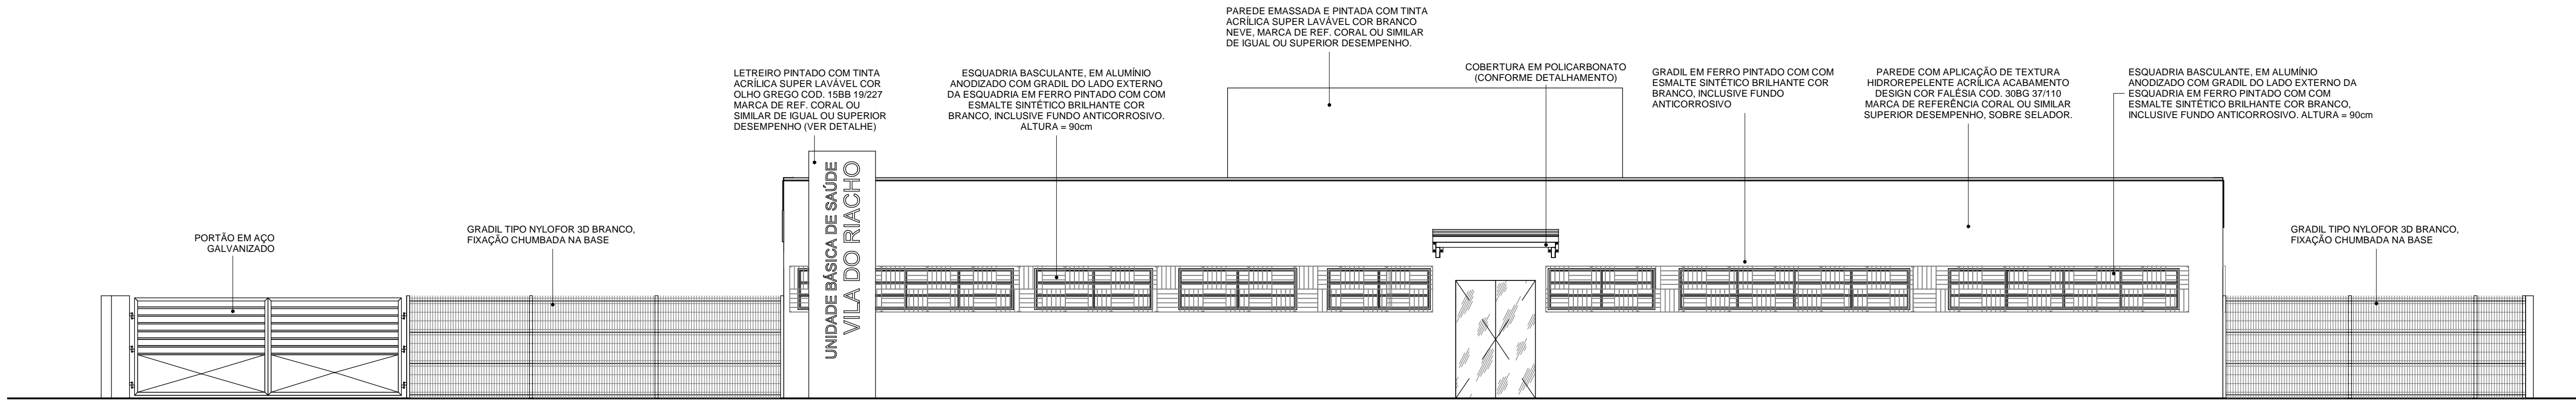 PORTÃO EM AÇO
GALVANIZADO
GRADIL TIPO NYLOFOR 3D BRANCO,
FIXAÇÃO CHUMBADA NA BASE
LETREIRO PINTADO COM TINTA
ACRÍLICA SUPER LAVÁVEL COR
OLHO GREGO COD. 15BB 19/227
MARCA DE REF. CORAL OU
SIMILAR DE IGUAL OU SUPERIOR
DESEMPENHO (VER DETALHE)
UNIDADE BÁSICA DE SAÚDE
VILA DO RIACHO
ESQUADRIA BASCULANTE, EM ALUMÍNIO
ANODIZADO COM GRADIL DO LADO EXTERNO
DA ESQUADRIA EM FERRO PINTADO COM COM
ESMALTE SINTÉTICO BRILHANTE COR
BRANCO, INCLUSIVE FUNDO ANTICORROSIVO.
ALTURA = 90cm
PAREDE EMASSADA E PINTADA COM TINTA
ACRÍLICA SUPER LAVÁVEL COR BRANCO
NEVE, MARCA DE REF. CORAL OU SIMILAR
DE IGUAL OU SUPERIOR DESEMPENHO.
COBERTURA EM POLICARBONATO
(CONFORME DETALHAMENTO)
GRADIL EM FERRO PINTADO COM COM
ESMALTE SINTÉTICO BRILHANTE COR
BRANCO, INCLUSIVE FUNDO
ANTICORROSIVO
PAREDE COM APLICAÇÃO DE TEXTURA
HIDROREPELENTE ACRÍLICA ACABAMENTO
DESIGN COR FALÉSIA COD. 30BG 37/110
MARCA DE REFERÊNCIA CORAL OU SIMILAR
SUPERIOR DESEMPENHO, SOBRE SELADOR.
ESQUADRIA BASCULANTE, EM ALUMÍNIO
ANODIZADO COM GRADIL DO LADO EXTERNO DA
ESQUADRIA EM FERRO PINTADO COM COM
ESMALTE SINTÉTICO BRILHANTE COR BRANCO,
INCLUSIVE FUNDO ANTICORROSIVO. ALTURA = 90cm
GRADIL TIPO NYLOFOR 3D BRANCO,
FIXAÇÃO CHUMBADA NA BASE